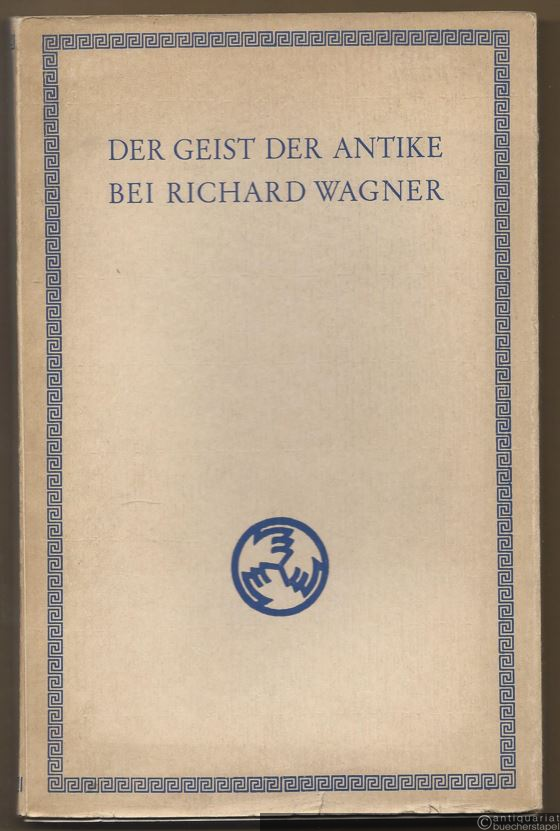 DER GEIST DER ANTIKE
BEI RICHARD WAGNER
antiquariat
buecherstapel